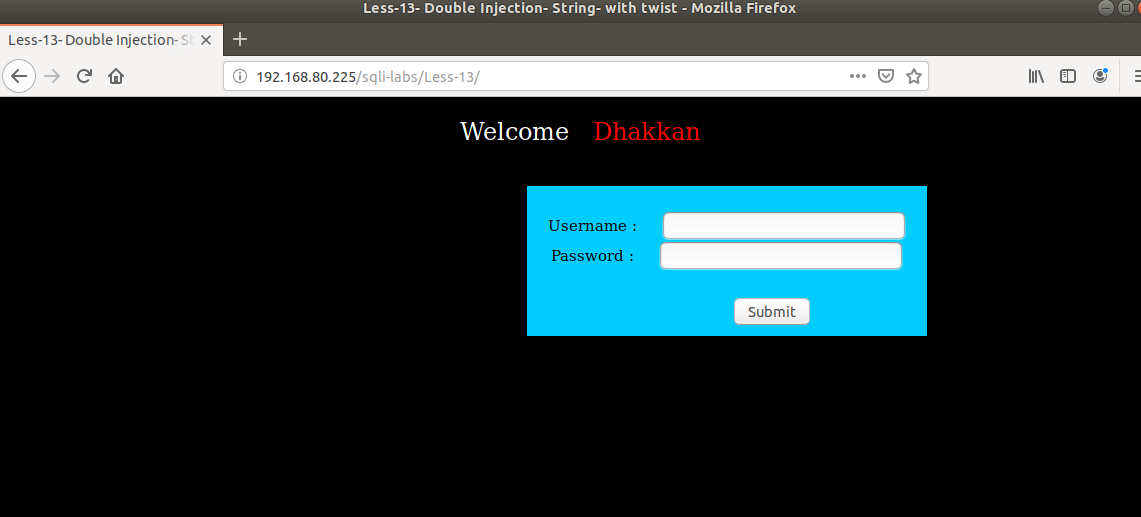 Less-13- Double Injection- String- with twist - Mozilla Firefox
Less-13- Double Injection- St
192.168.80.225/sqli-labs/Less-13/
Welcome Dhakkan
Username :
Password :
Submit